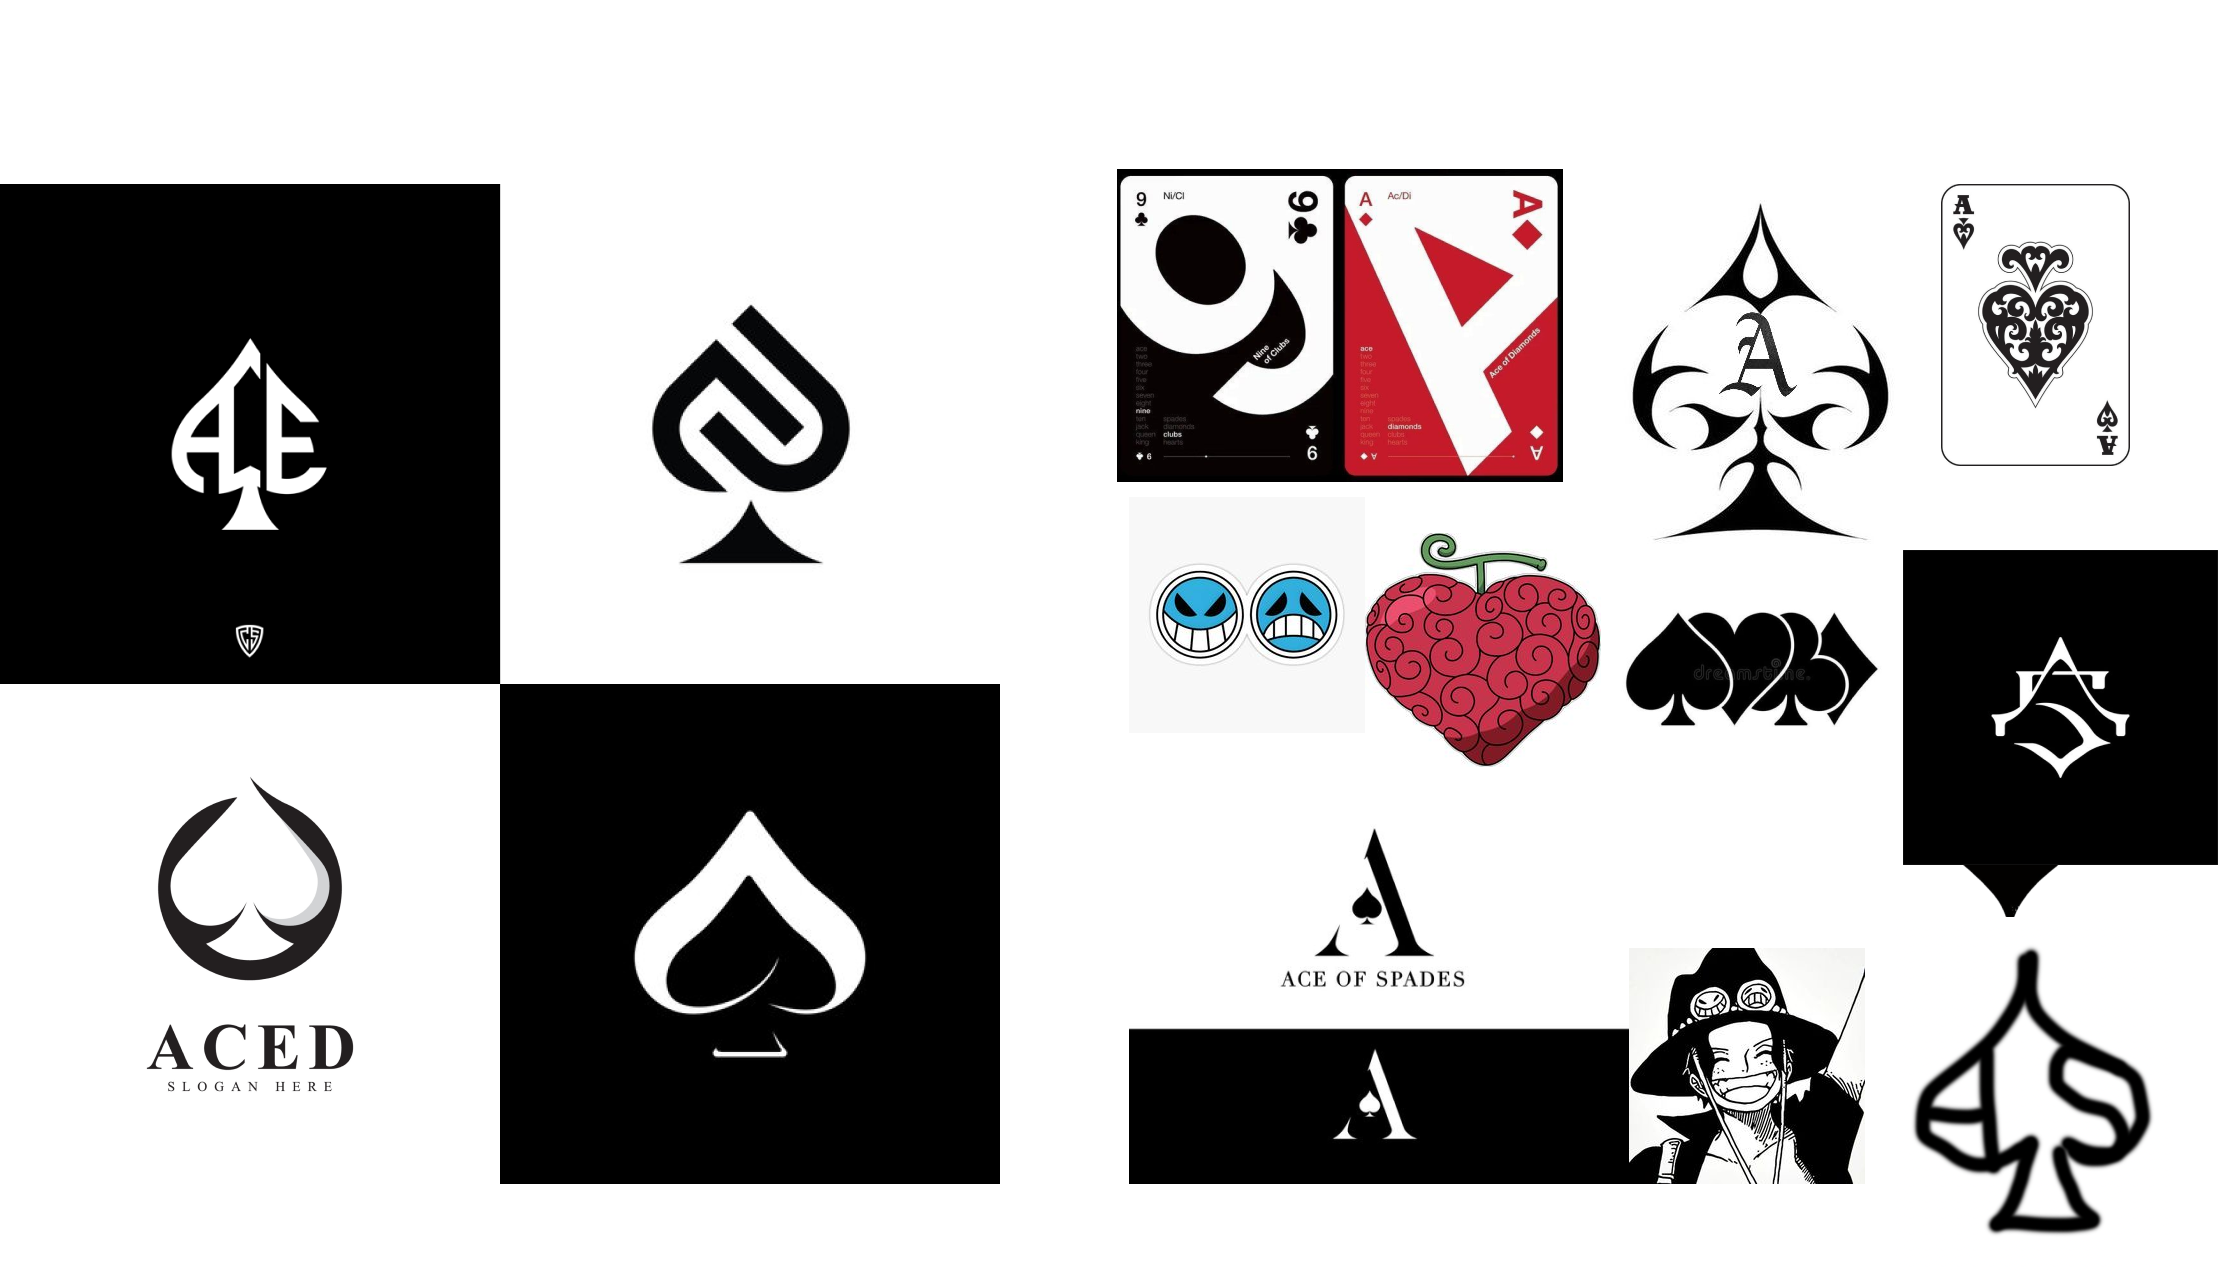 ACE
CS
ACED
SLOGAN HERE
9
Ni/Cl
9
Nine
of Clubs
ace
two
three
four
five
six
seven
eight
nine
ten spades
jack diamonds
queen clubs
king hearts
9
9
A
Ac/Di
A
Ace of Diamonds
ace
two
three
four
five
six
seven
eight
nine
ten spades
jack diamonds
queen clubs
king hearts
A
A
A
A
A
dreamstime.
AS
A
ACE OF SPADES
A